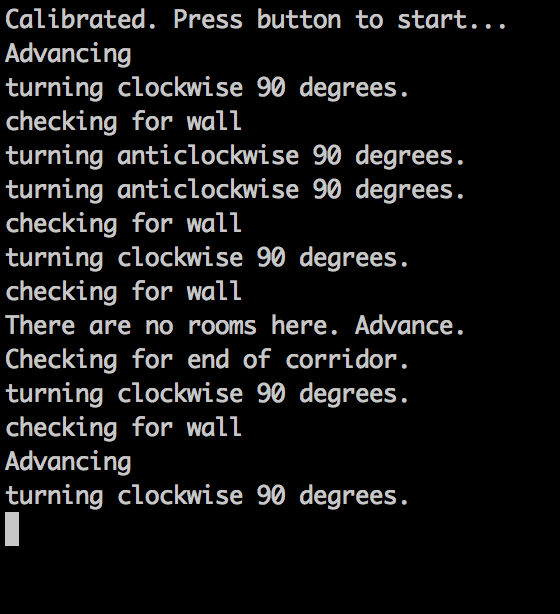 Calibrated. Press button to start...
Advancing
turning clockwise 90 degrees.
checking for wall
turning anticlockwise 90 degrees.
turning anticlockwise 90 degrees.
checking for wall
turning clockwise 90 degrees.
checking for wall
There are no rooms here. Advance.
Checking for end of corridor.
turning clockwise 90 degrees.
checking for wall
Advancing
turning clockwise 90 degrees.